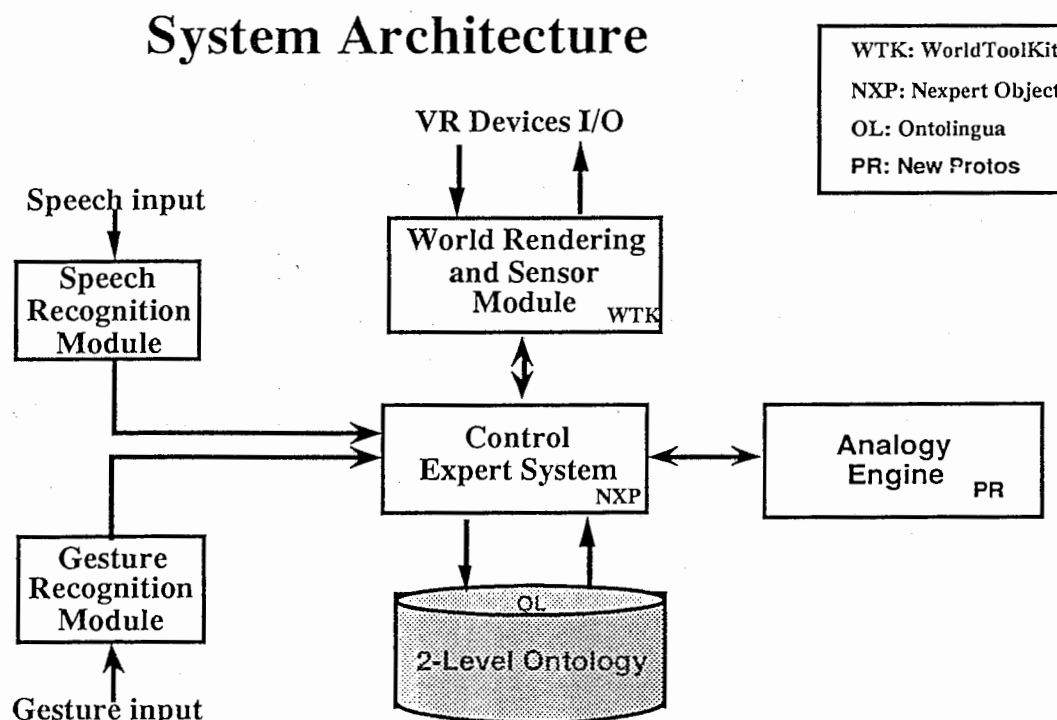 System Architecture
WTK: WorldToolKit
NXP: Nexpert Object
OL: Ontolingua
PR: New Protos
VR Devices I/O
Speech input
World Rendering
and Sensor
Module
WTK
Speech
Recognition
Module
Control
Expert System
NXP
Analogy
Engine
PR
Gesture
Recognition
Module
OL
2-Level Ontology
Gesture input